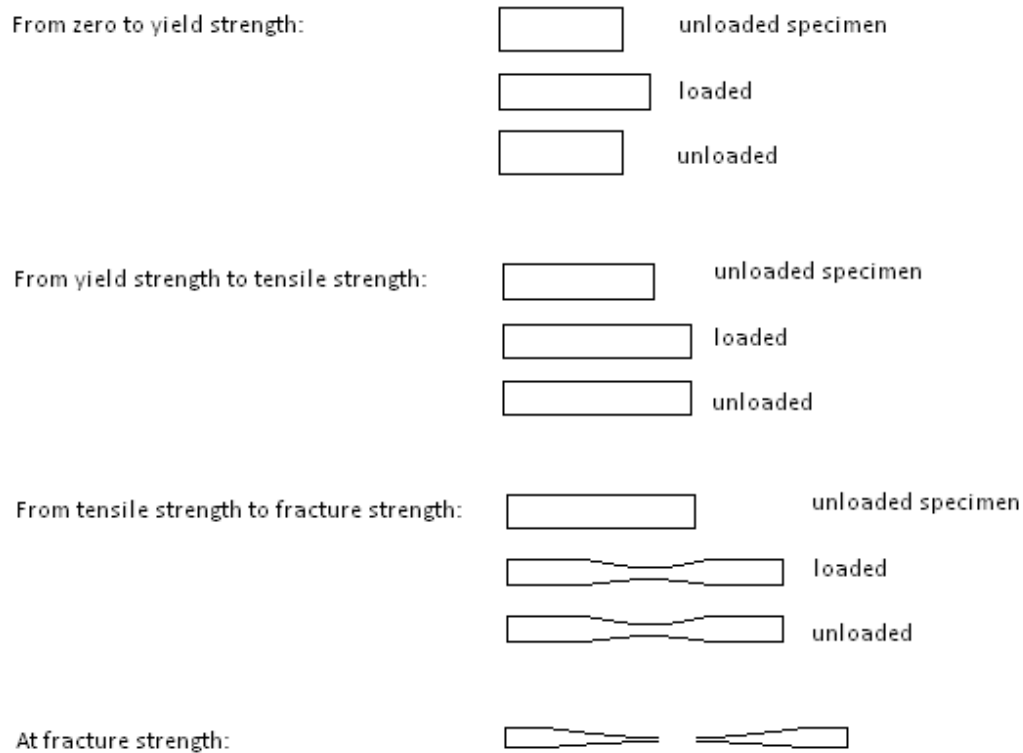 From zero to yield strength:
unloaded specimen
loaded
unloaded
From yield strength to tensile strength:
unloaded specimen
loaded
unloaded
From tensile strength to fracture strength:
unloaded specimen
loaded
unloaded
At fracture strength: